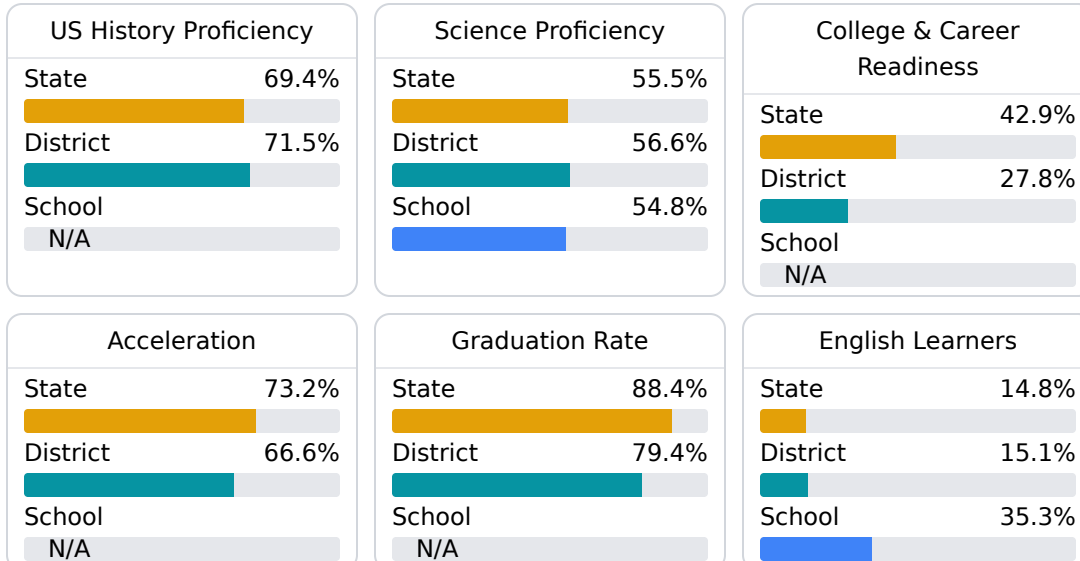 US History Proficiency
State 69.4%
District 71.5%
School
N/A
Science Proficiency
State 55.5%
District 56.6%
School 54.8%
College & Career
Readiness
State 42.9%
District 27.8%
School
N/A
Acceleration
State 73.2%
District 66.6%
School
N/A
Graduation Rate
State 88.4%
District 79.4%
School
N/A
English Learners
State 14.8%
District 15.1%
School 35.3%